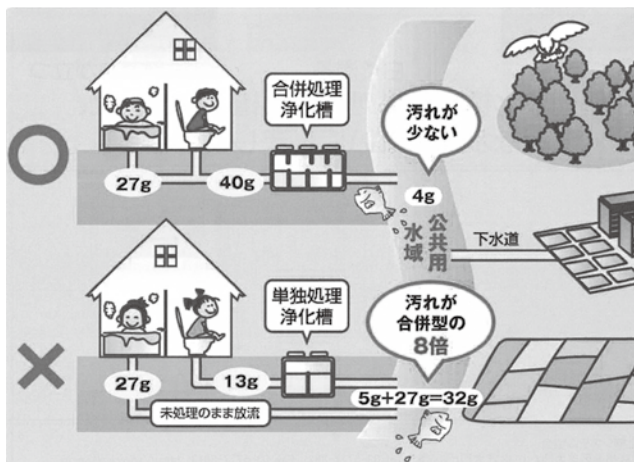 合併処理
浄化槽
汚れが
少ない
27g
40g
4g
公共用
水域
下水道
単独処理
浄化槽
汚れが
合併型の
8倍
27g
13g
5g+27g=32g
未処理のまま放流